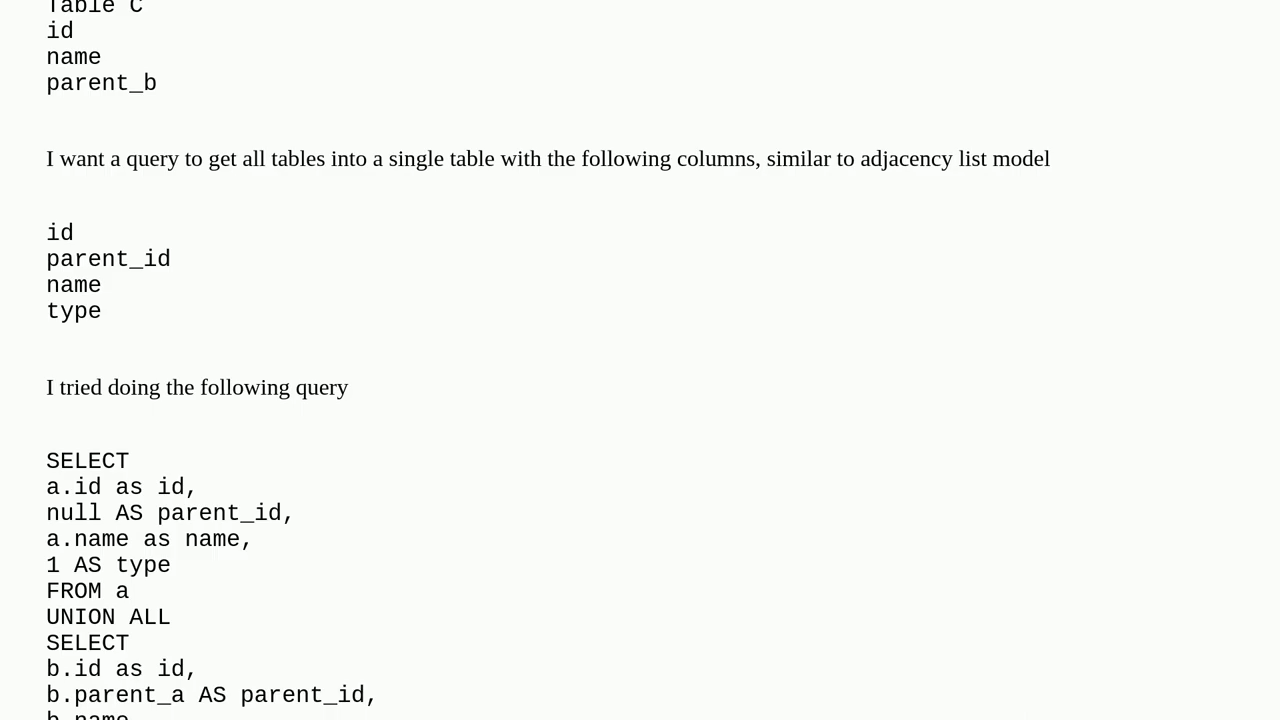 Table C
id
name
parent_b
I want a query to get all tables into a single table with the following columns, similar to adjacency list model
id
parent_id
name
type
I tried doing the following query
SELECT
a.id as id,
null AS parent_id,
a.name as name,
1 AS type
FROM a
UNION ALL
SELECT
b.id as id,
b.parent_a AS parent_id,
b.name